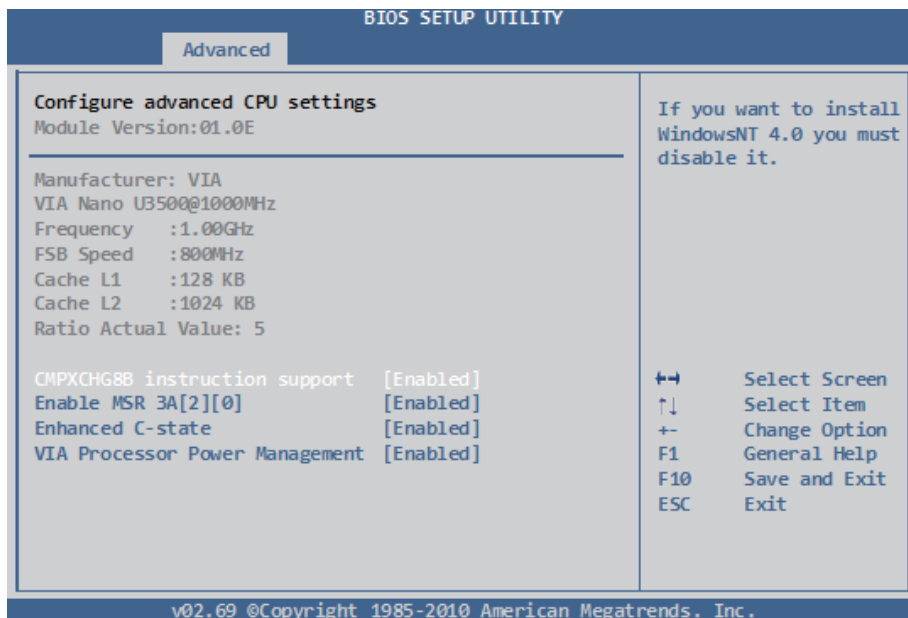 BIOS SETUP UTILITY
Advanced
Configure advanced CPU settings
Module Version:01.0E
Manufacturer: VIA
VIA Nano U3500@1000MHz
Frequency :1.00GHz
FSB Speed :800MHz
Cache L1 :128 KB
Cache L2 :1024 KB
Ratio Actual Value: 5
CMPXCHG8B instruction support [Enabled]
Enable MSR 3A[2][0] [Enabled]
Enhanced C-state [Enabled]
VIA Processor Power Management [Enabled]
If you want to install
WindowsNT 4.0 you must
disable it.
←→ Select Screen
↑↓ Select Item
+- Change Option
F1 General Help
F10 Save and Exit
ESC Exit
v02.69 ©Copyright 1985-2010 American Megatrends. Inc.